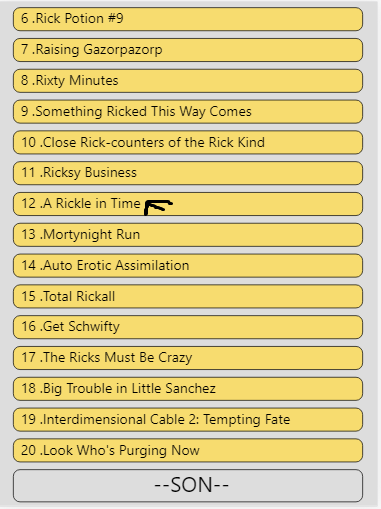 6 .Rick Potion #9
7 .Raising Gazorpazorp
8 .Rixty Minutes
9 .Something Ricked This Way Comes
10 .Close Rick-counters of the Rick Kind
11 .Ricksy Business
12 .A Rickle in Time
13 .Mortynight Run
14 .Auto Erotic Assimilation
15 .Total Rickall
16 .Get Schwifty
17 .The Ricks Must Be Crazy
18 .Big Trouble in Little Sanchez
19 .Interdimensional Cable 2: Tempting Fate
20 .Look Who's Purging Now
--SON--